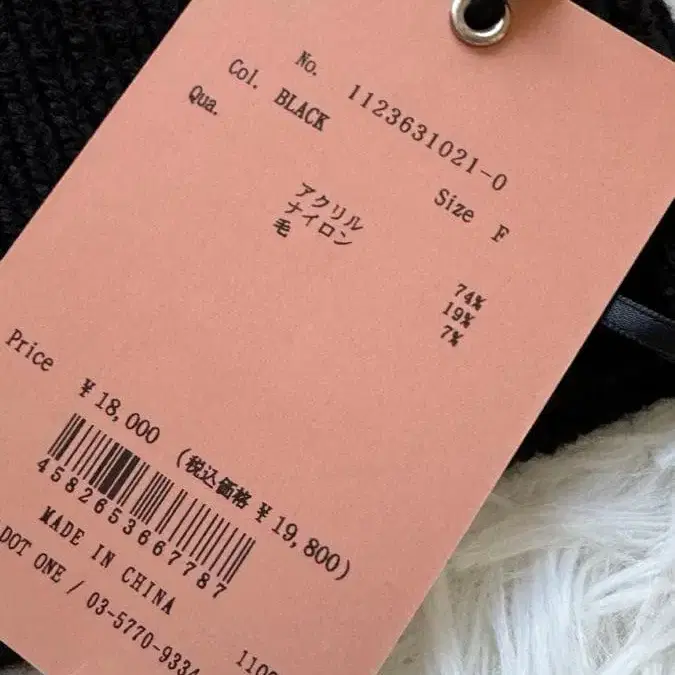 No. 1123631021-0
Col. BLACK Size F
Qua.
アクリル 74%
ナイロン 19%
毛 7%
Price ¥18,000 (税込価格 ¥19,800)
4582653667787
MADE IN CHINA
DOT ONE / 03-5770-9334